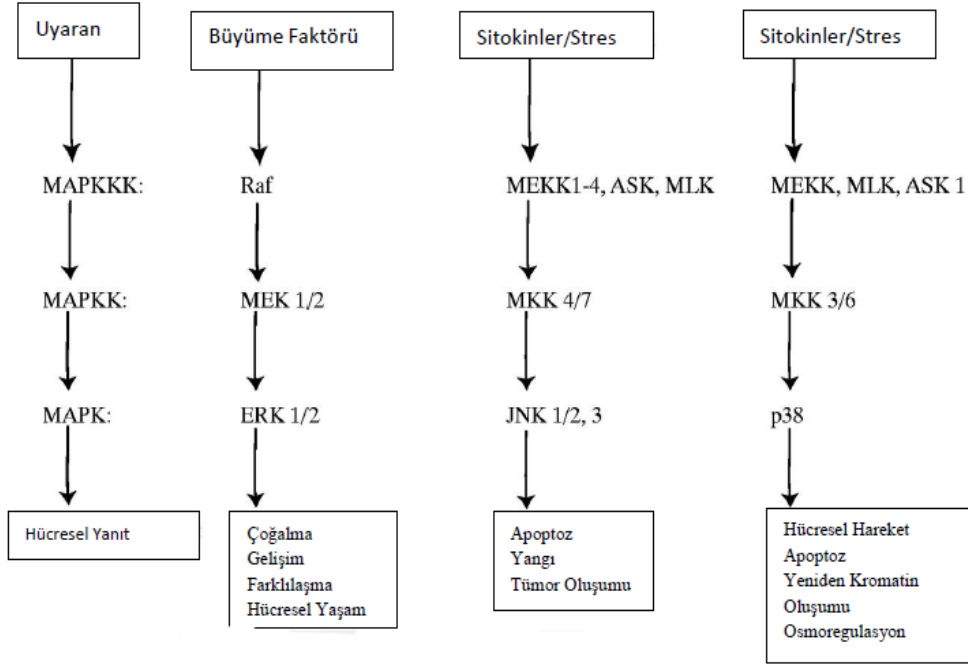 Uyaran
Büyüme Faktörü
Sitokinler/Stres
Sitokinler/Stres
MAPKKK:
Raf
MEKK1-4, ASK, MLK
MEKK, MLK, ASK 1
MAPKK:
MEK 1/2
MKK 4/7
MKK 3/6
MAPK:
ERK 1/2
JNK 1/2, 3
p38
Hücresel Yanıt
Çoğalma
Gelişim
Farklılaşma
Hücresel Yaşam
Apoptoz
Yangı
Tümor Oluşumu
Hücresel Hareket
Apoptoz
Yeniden Kromatin
Oluşumu
Osmoregulasyon